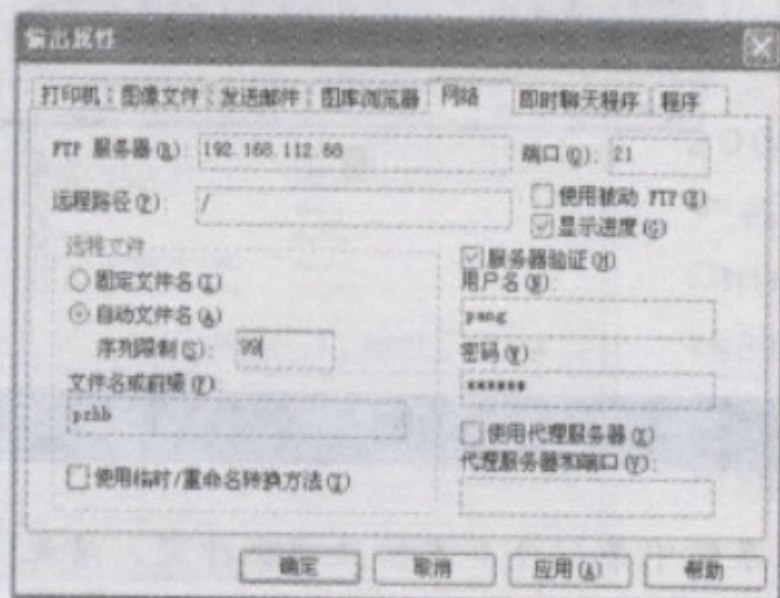 输出属性
打印机 图像文件 发送邮件 图库浏览器 网络 即时聊天程序 程序
FTP 服务器(R): 192.168.112.68 端口(O): 21
远程路径(P): / 使用被动 FTP
显示进度(G)
远程文件 服务器验证(H)
固定文件名(I) 用户名
自动文件名(A) pang
序列限制(S): 99 密码
文件名或前缀(F): ******
pzhb
使用代理服务器(X)
使用临时/重命名转换方法(T) 代理服务器和端口(Y):
确定 取消 应用(A) 帮助